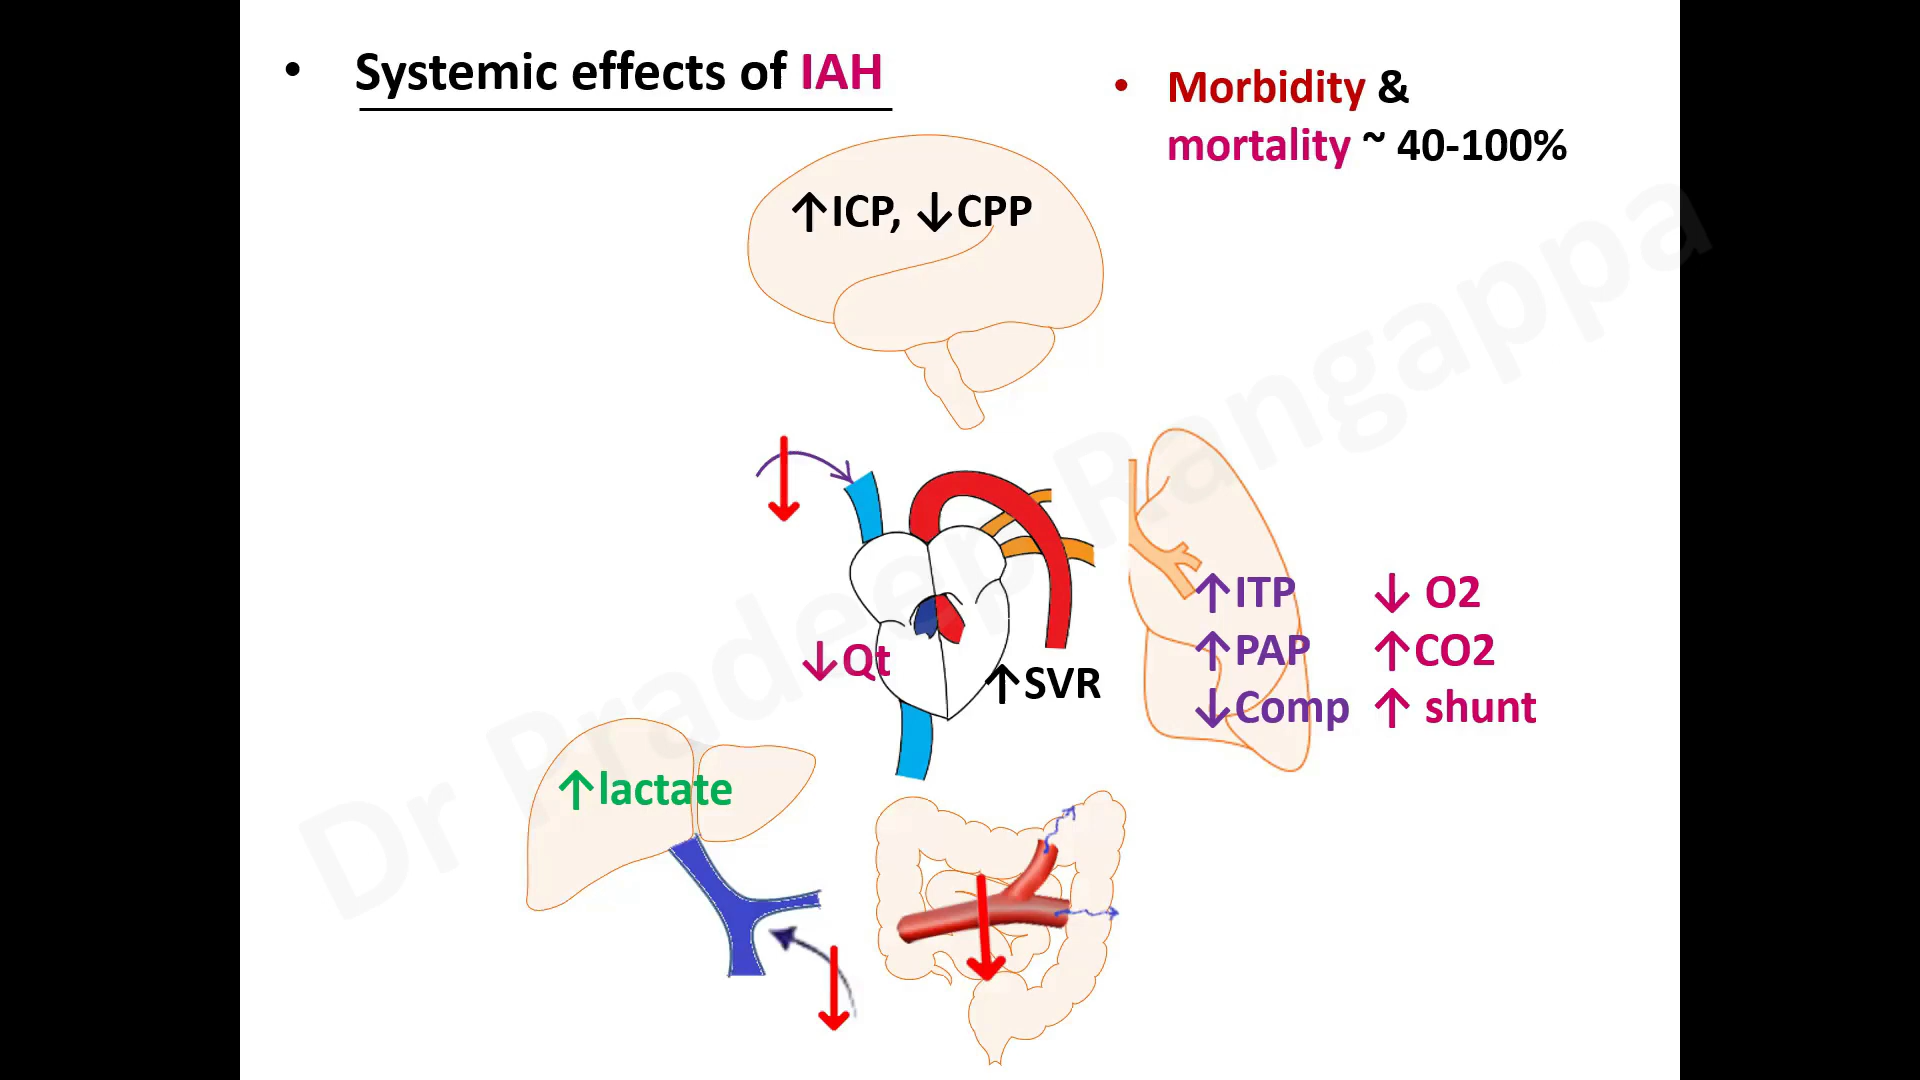 • Systemic effects of IAH
• Morbidity &
mortality ~ 40-100%
↑ICP, ↓CPP
↑ITP ↓ O2
↑PAP ↑CO2
↓Comp ↑ shunt
↓Qt
↑SVR
↑lactate
Dr Pradeep Rangappa